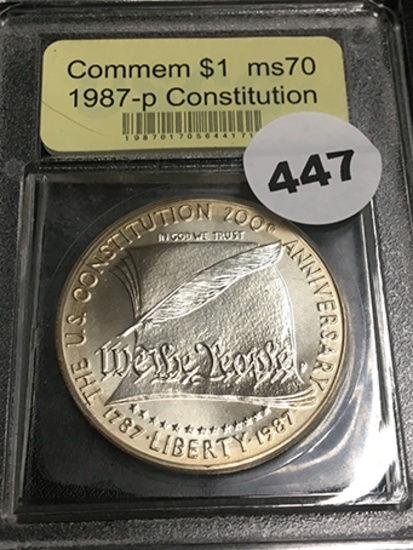 Commem $1 ms70
1987-p Constitution
198701705644171
447
THE U.S. CONSTITUTION 200th ANNIVERSARY
IN GOD WE TRUST
We the People
1787 · LIBERTY · 1987